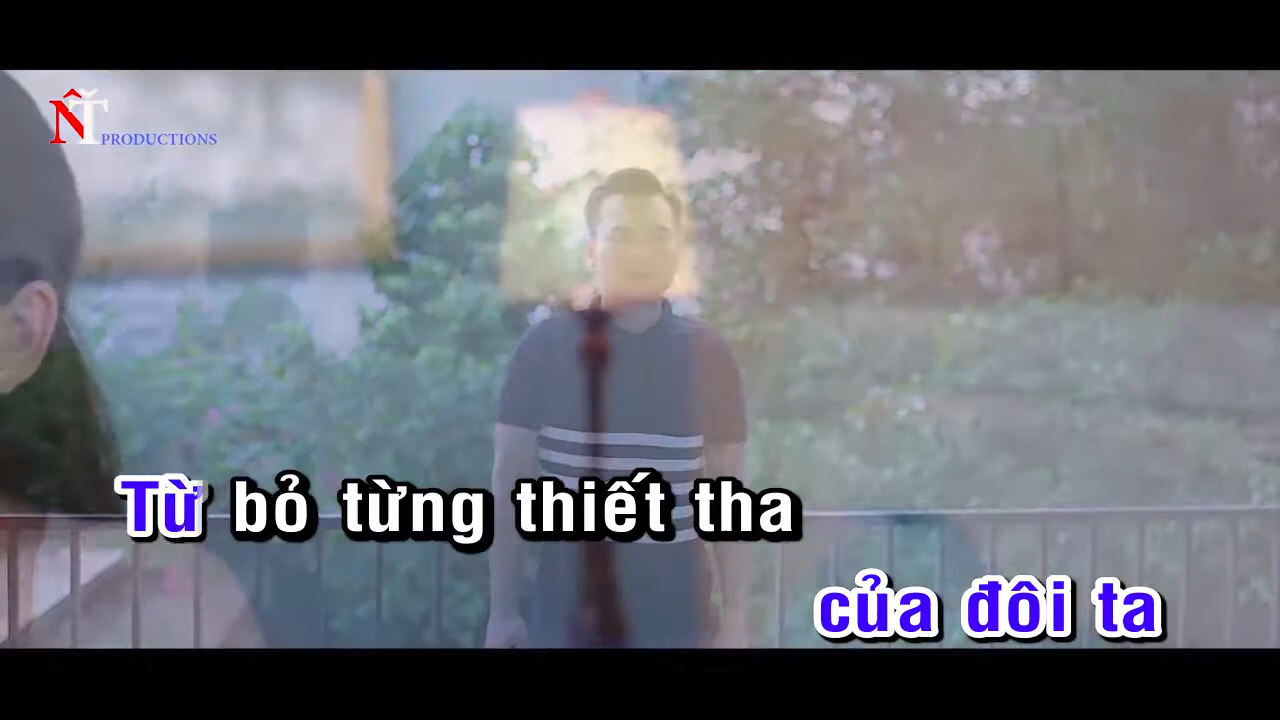 NT PRODUCTIONS
Từ bỏ từng thiết tha
của đôi ta